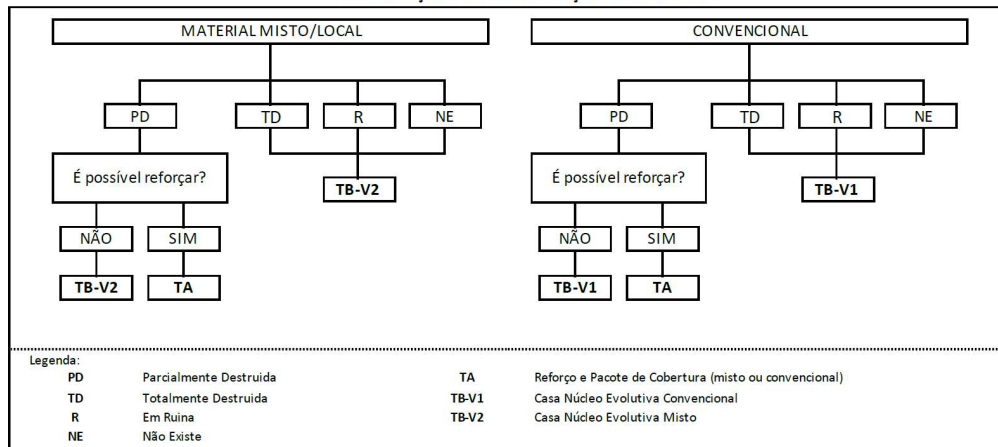 MATERIAL MISTO/LOCAL CONVENCIONAL
PD TD R NE PD TD R NE
É possível reforçar? TB-V2 É possível reforçar? TB-V1
NÃO SIM NÃO SIM
TB-V2 TA TB-V1 TA
Legenda:
PD Parcialmente Destruida TA Reforço e Pacote de Cobertura (misto ou convencional)
TD Totalmente Destruida TB-V1 Casa Núcleo Evolutiva Convencional
R Em Ruina TB-V2 Casa Núcleo Evolutiva Misto
NE Não Existe